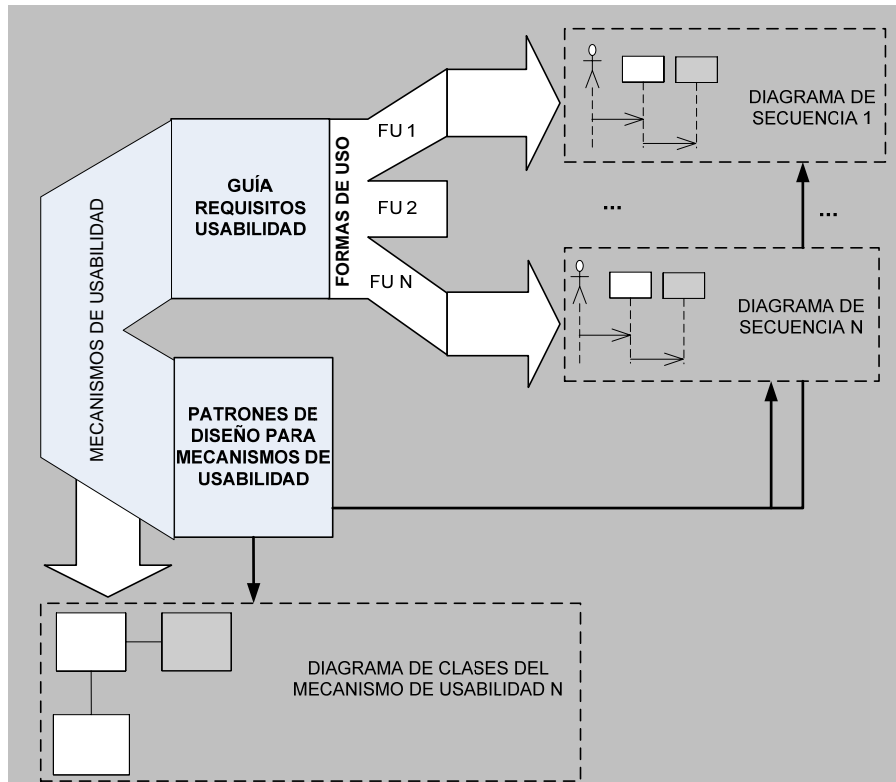 MECANISMOS DE USABILIDAD
GUÍA
REQUISITOS
USABILIDAD
FORMAS DE USO
FU 1
FU 2
FU N
DIAGRAMA DE
SECUENCIA 1
...
...
DIAGRAMA DE
SECUENCIA N
PATRONES DE
DISEÑO PARA
MECANISMOS DE
USABILIDAD
DIAGRAMA DE CLASES DEL
MECANISMO DE USABILIDAD N